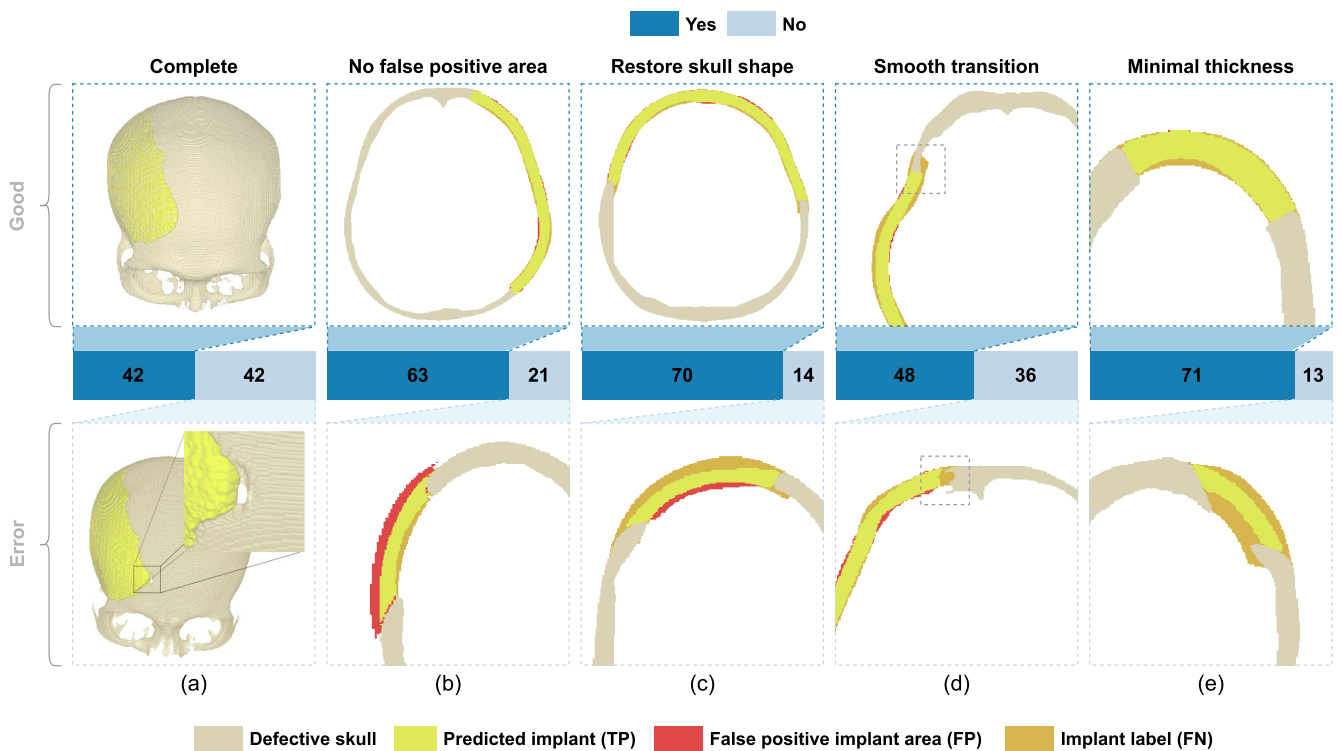 Yes No
Complete No false positive area Restore skull shape Smooth transition Minimal thickness
Good
42 42 63 21 70 14 48 36 71 13
Error
(a) (b) (c) (d) (e)
Defective skull Predicted implant (TP) False positive implant area (FP) Implant label (FN)